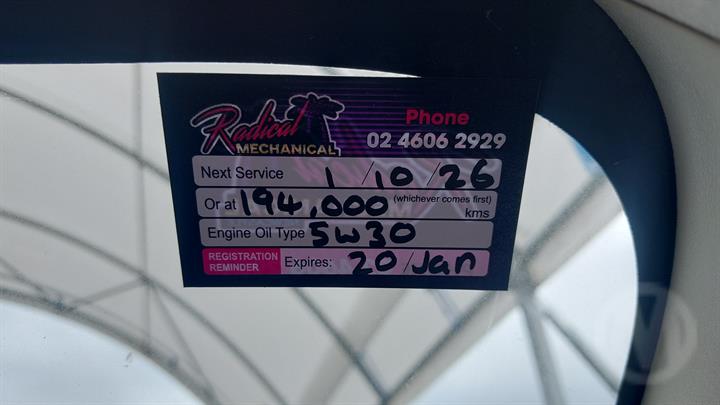 Radical
MECHANICAL
Phone
02 4606 2929
Next Service 1/10/26
Or at 194,000 (whichever comes first) kms
Engine Oil Type 5W30
REGISTRATION REMINDER Expires: 20/Jan